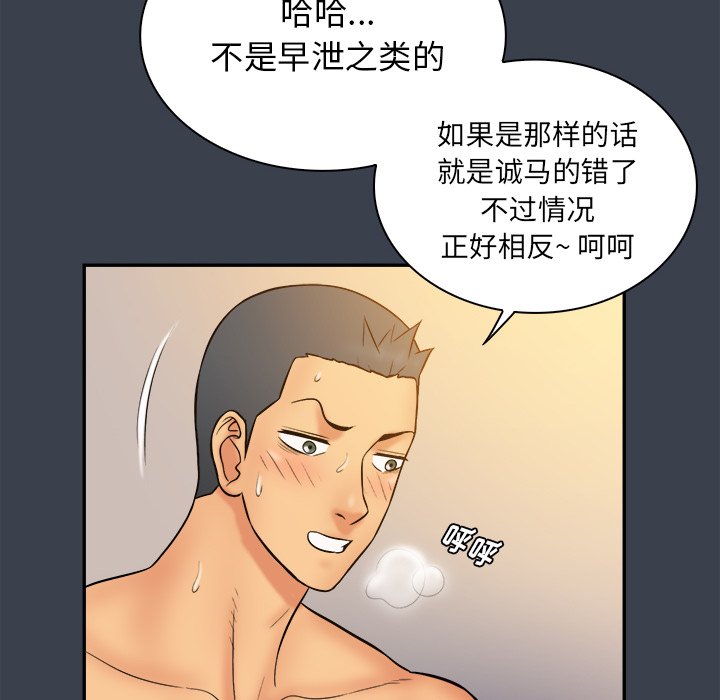 哈哈...
不是早泄之类的
如果是那样的话
就是诚马的错了
不过情况
正好相反~ 呵呵
呼呼